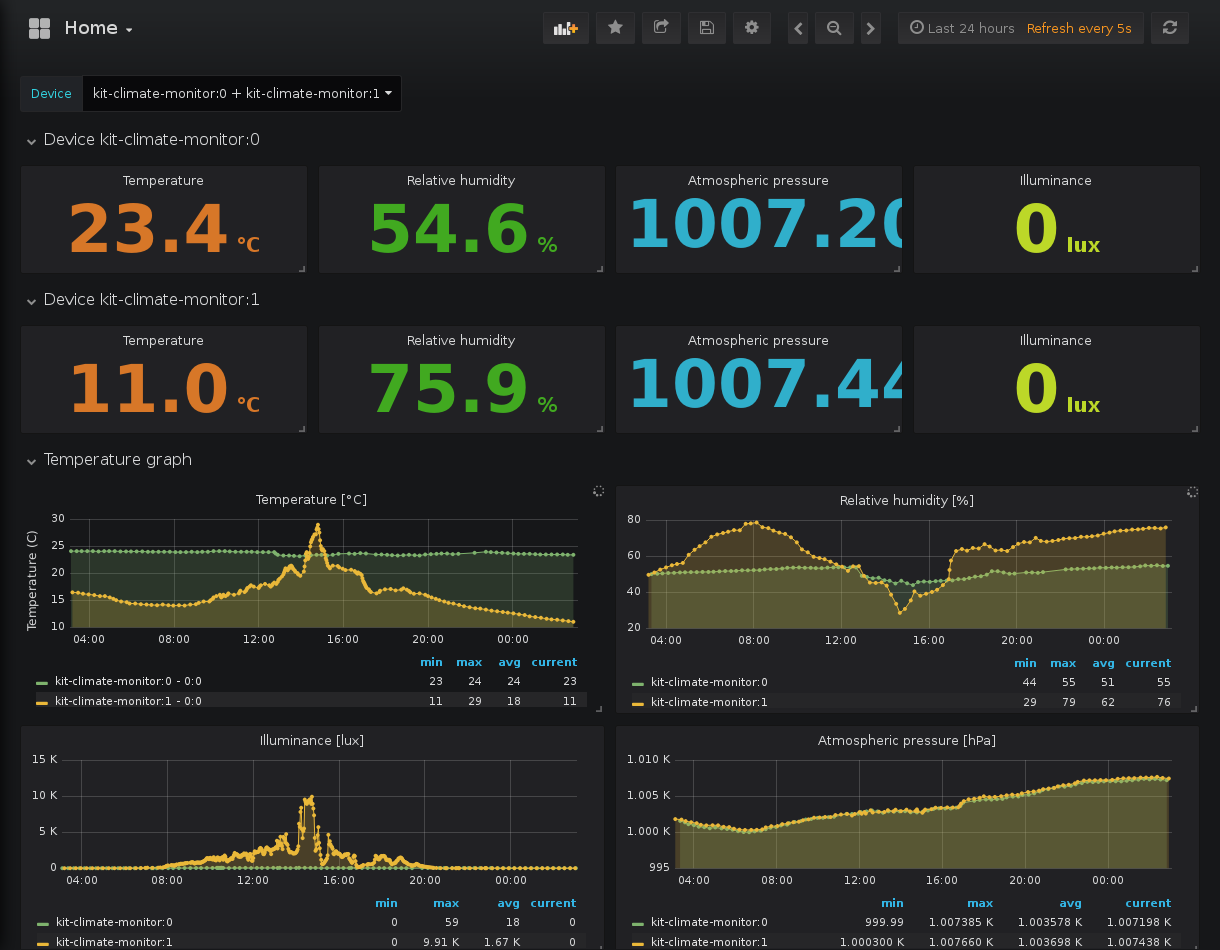 Home
Last 24 hours Refresh every 5s
Device kit-climate-monitor:0 + kit-climate-monitor:1
Device kit-climate-monitor:0
Temperature Relative humidity Atmospheric pressure Illuminance
23.4 °C 54.6 % 1007.20 0 lux
Device kit-climate-monitor:1
Temperature Relative humidity Atmospheric pressure Illuminance
11.0 °C 75.9 % 1007.44 0 lux
Temperature graph
Temperature [°C]
Temperature (C)
30
25
20
15
10
04:00 08:00 12:00 16:00 20:00 00:00
min max avg current
kit-climate-monitor:0 - 0:0 23 24 24 23
kit-climate-monitor:1 - 0:0 11 29 18 11
Relative humidity [%]
80
60
40
20
04:00 08:00 12:00 16:00 20:00 00:00
min max avg current
kit-climate-monitor:0 44 55 51 55
kit-climate-monitor:1 29 79 62 76
Illuminance [lux]
15 K
10 K
5 K
0
04:00 08:00 12:00 16:00 20:00 00:00
min max avg current
kit-climate-monitor:0 0 59 18 0
kit-climate-monitor:1 0 9.91 K 1.67 K 0
Atmospheric pressure [hPa]
1.010 K
1.005 K
1.000 K
995
04:00 08:00 12:00 16:00 20:00 00:00
min max avg current
kit-climate-monitor:0 999.99 1.007385 K 1.003578 K 1.007198 K
kit-climate-monitor:1 1.000300 K 1.007660 K 1.003698 K 1.007438 K